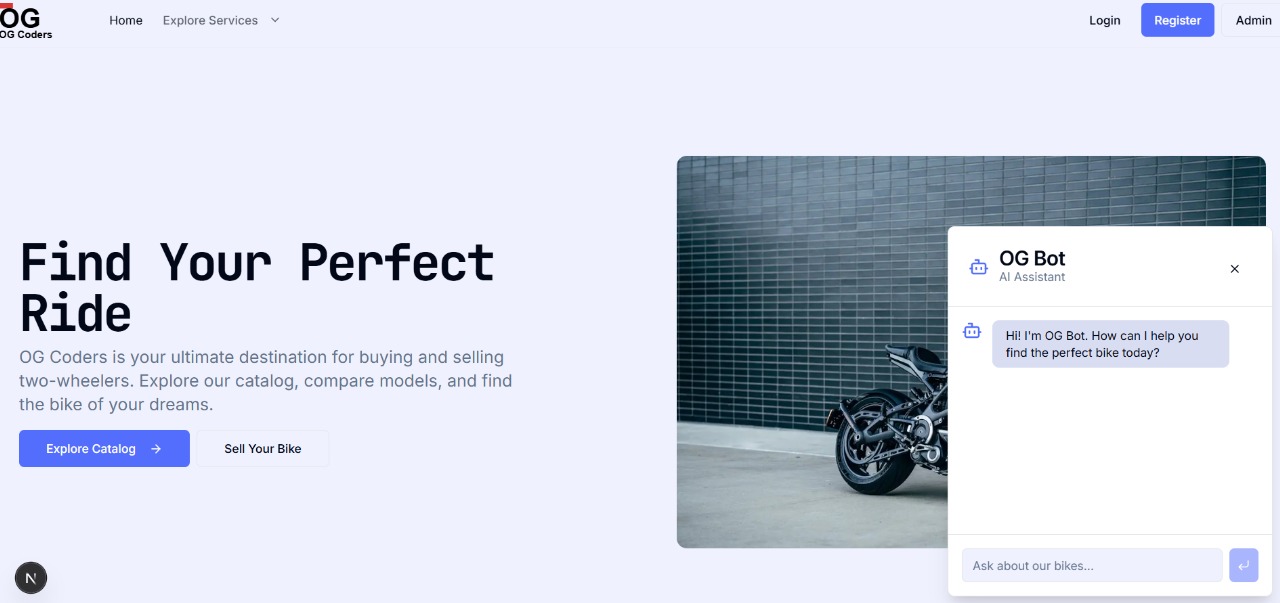 OG
OG Coders
Home
Explore Services
Login
Register
Admin
Find Your Perfect
Ride
OG Coders is your ultimate destination for buying and selling
two-wheelers. Explore our catalog, compare models, and find
the bike of your dreams.
Explore Catalog
Sell Your Bike
OG Bot
AI Assistant
Hi! I'm OG Bot. How can I help you
find the perfect bike today?
Ask about our bikes...
N